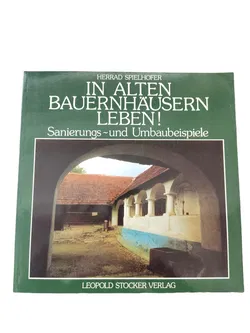 HERRAD SPIELHOFER
IN ALTEN
BAUERNHÄUSERN
LEBEN!
Sanierungs- und Umbaubeispiele
LEOPOLD STOCKER VERLAG